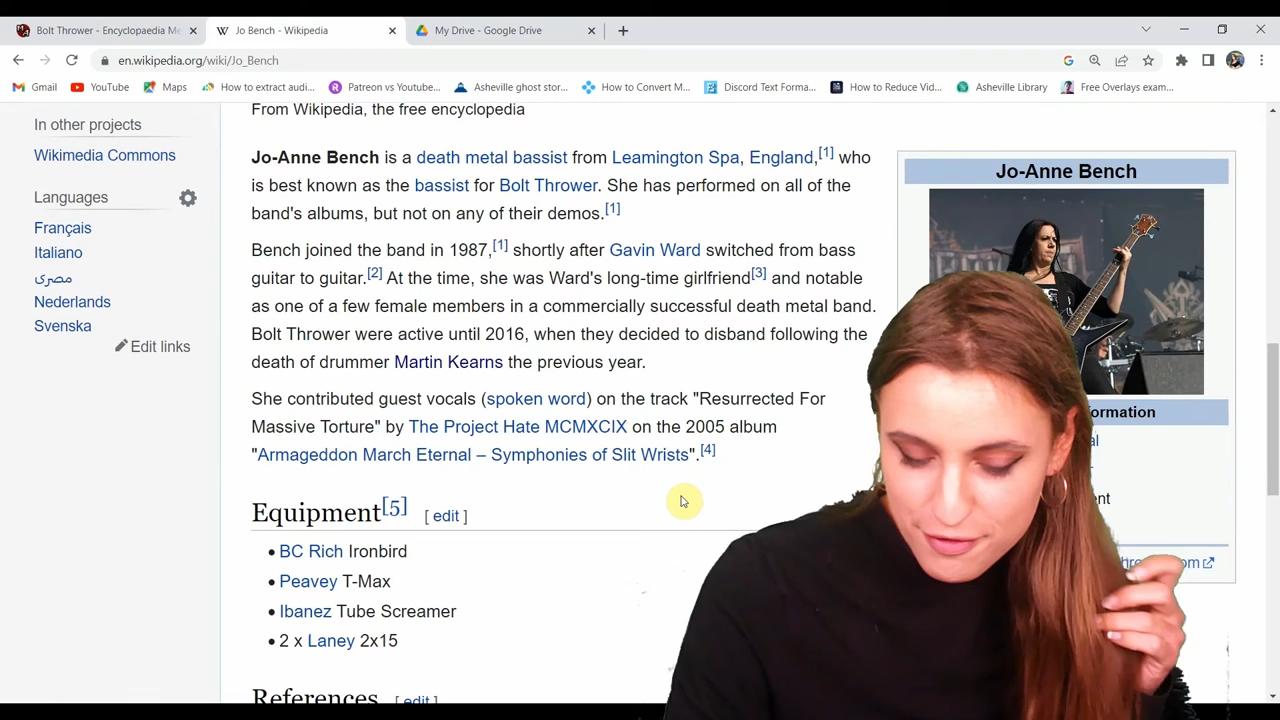 Bolt Thrower - Encyclopaedia Me
Jo Bench - Wikipedia
My Drive - Google Drive
en.wikipedia.org/wiki/Jo_Bench
Gmail
YouTube
Maps
How to extract audi...
Patreon vs Youtube...
Asheville ghost stor...
How to Convert M...
Discord Text Forma...
How to Reduce Vid...
Asheville Library
Free Overlays exam...
In other projects
Wikimedia Commons
Languages
Français
Italiano
مصرى
Nederlands
Svenska
Edit links
From Wikipedia, the free encyclopedia
Jo-Anne Bench is a death metal bassist from Leamington Spa, England,[1] who
is best known as the bassist for Bolt Thrower. She has performed on all of the
band's albums, but not on any of their demos.[1]
Bench joined the band in 1987,[1] shortly after Gavin Ward switched from bass
guitar to guitar.[2] At the time, she was Ward's long-time girlfriend[3] and notable
as one of a few female members in a commercially successful death metal band.
Bolt Thrower were active until 2016, when they decided to disband following the
death of drummer Martin Kearns the previous year.
She contributed guest vocals (spoken word) on the track "Resurrected For
Massive Torture" by The Project Hate MCMXCIX on the 2005 album
"Armageddon March Eternal – Symphonies of Slit Wrists".[4]
Equipment[5] [ edit ]
• BC Rich Ironbird
• Peavey T-Max
• Ibanez Tube Screamer
• 2 x Laney 2x15
References [ edit ]
Jo-Anne Bench